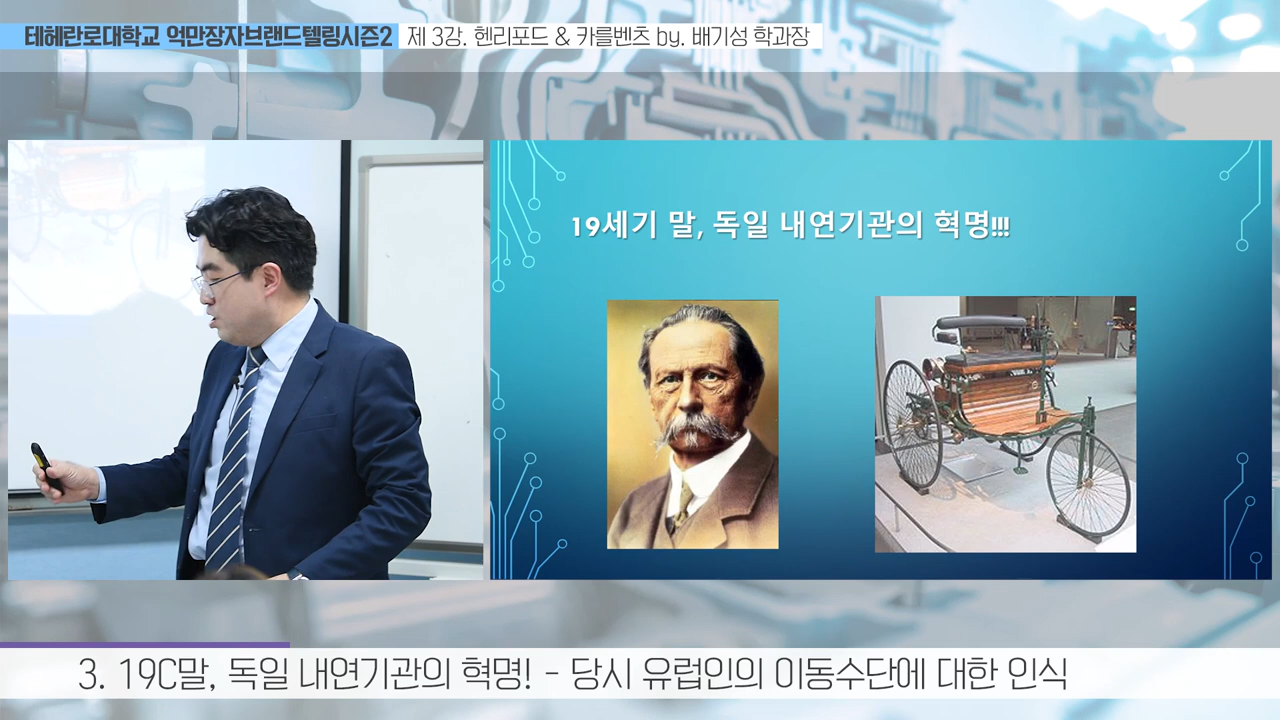 테헤란로대학교 억만장자브랜드텔링시즌2 제 3강. 헨리포드 & 카를벤츠 by. 배기성 학과장
19세기 말, 독일 내연기관의 혁명!!!
3. 19C말, 독일 내연기관의 혁명! - 당시 유럽인의 이동수단에 대한 인식